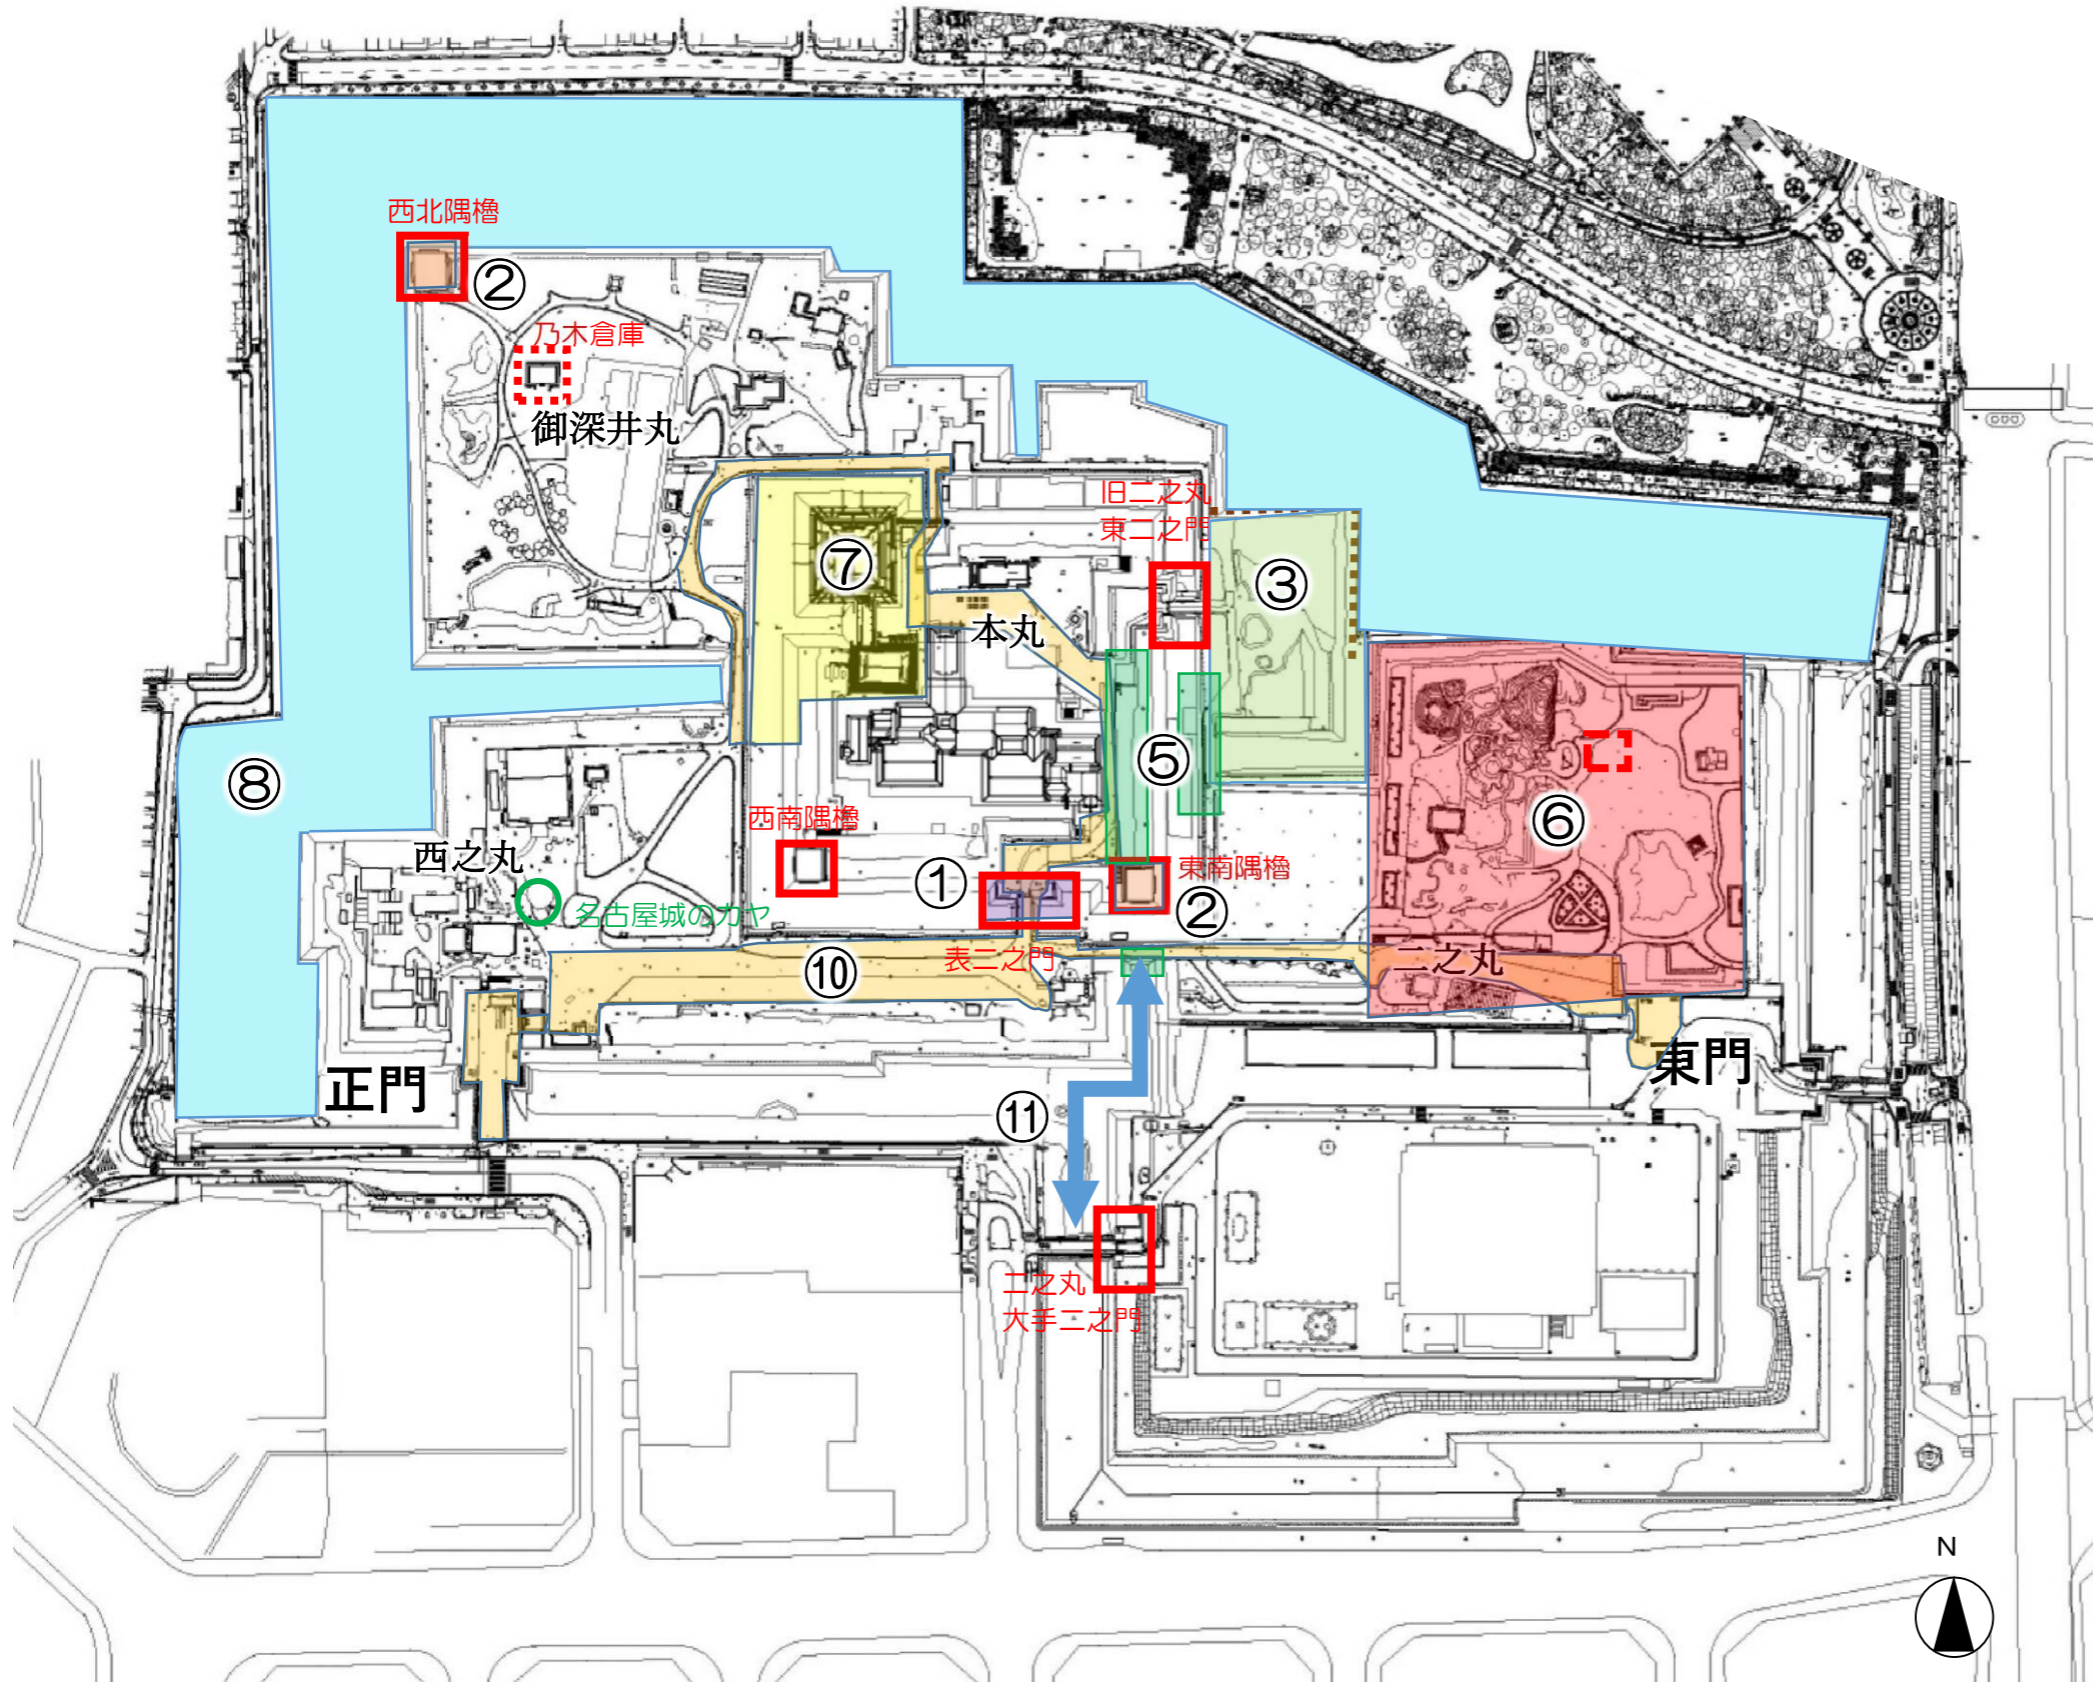 西北隅櫓
②
乃木倉庫
御深井丸
旧二之丸
東二之門
⑦
③
本丸
⑤
⑧
⑥
西南隅櫓
西之丸
①
東南隅櫓
名古屋城のカヤ
②
表二之門
⑩
二之丸
正門
東門
⑪
二之丸
大手二之門
N